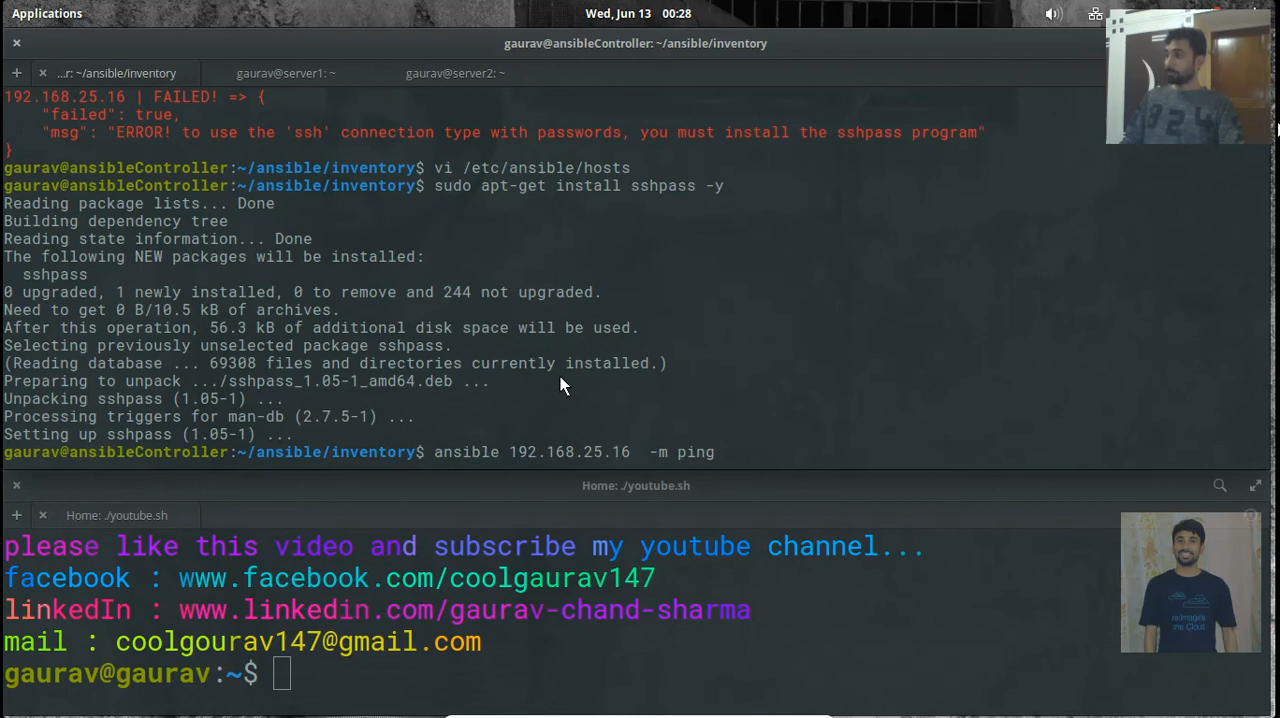 Applications
Wed, Jun 13 00:28
gaurav@ansibleController: ~/ansible/inventory
...r: ~/ansible/inventory
gaurav@server1: ~
gaurav@server2: ~
192.168.25.16 | FAILED! => {
"failed": true,
"msg": "ERROR! to use the 'ssh' connection type with passwords, you must install the sshpass program"
}
gaurav@ansibleController:~/ansible/inventory$ vi /etc/ansible/hosts
gaurav@ansibleController:~/ansible/inventory$ sudo apt-get install sshpass -y
Reading package lists... Done
Building dependency tree
Reading state information... Done
The following NEW packages will be installed:
sshpass
0 upgraded, 1 newly installed, 0 to remove and 244 not upgraded.
Need to get 0 B/10.5 kB of archives.
After this operation, 56.3 kB of additional disk space will be used.
Selecting previously unselected package sshpass.
(Reading database ... 69308 files and directories currently installed.)
Preparing to unpack .../sshpass_1.05-1_amd64.deb ...
Unpacking sshpass (1.05-1) ...
Processing triggers for man-db (2.7.5-1) ...
Setting up sshpass (1.05-1) ...
gaurav@ansibleController:~/ansible/inventory$ ansible 192.168.25.16  -m ping
Home: ./youtube.sh
Home: ./youtube.sh
please like this video and subscribe my youtube channel...
facebook : www.facebook.com/coolgaurav147
linkedIn : www.linkedin.com/gaurav-chand-sharma
mail : coolgourav147@gmail.com
gaurav@gaurav:~$
reImagine
the Cloud